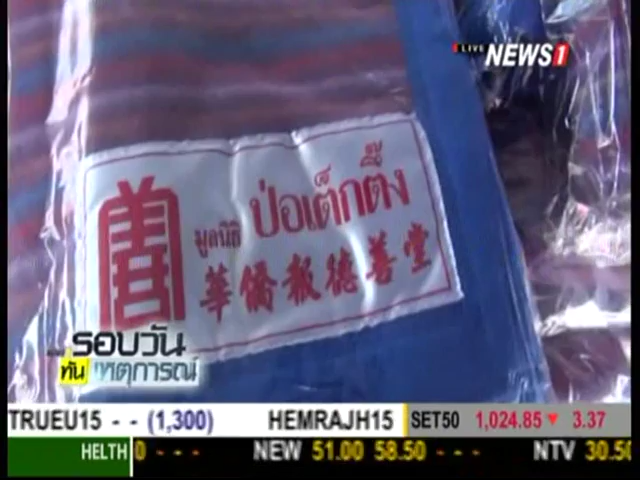 LIVE NEWS1
善
มูลนิธิ ป่อเต็กตึ๊ง
華僑報德善堂
รอบวัน
ทัน เหตุการณ์
TRUEU15 - - (1,300) HEMRAJH15 SET50 1,024.85▼ 3.37
HELTH 0 - - - NEW 51.00 58.50 - - - NTV 30.50